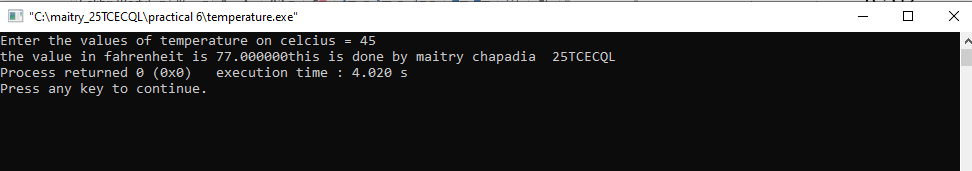 "C:\maitry_25TCECQL\practical 6\temperature.exe"
Enter the values of temperature on celcius = 45
the value in fahrenheit is 77.000000this is done by maitry chapadia  25TCECQL
Process returned 0 (0x0)   execution time : 4.020 s
Press any key to continue.